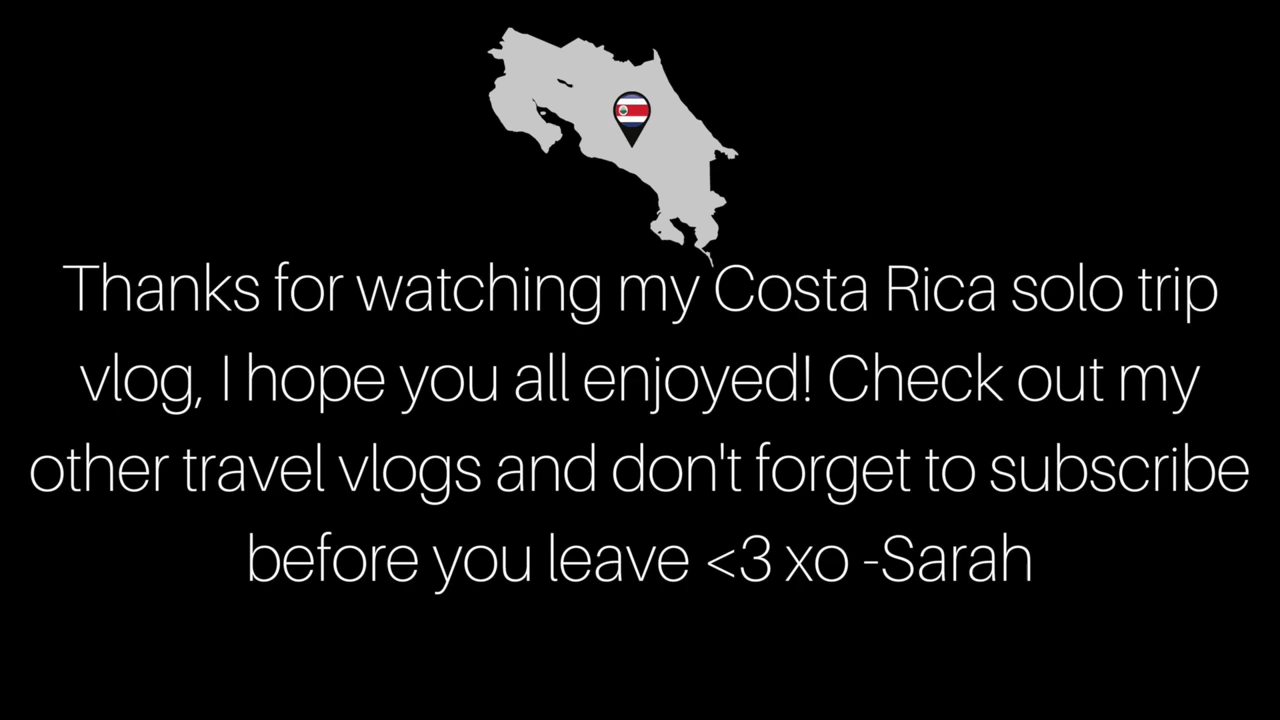 Thanks for watching my Costa Rica solo trip
vlog, I hope you all enjoyed! Check out my
other travel vlogs and don't forget to subscribe
before you leave <3 xo -Sarah